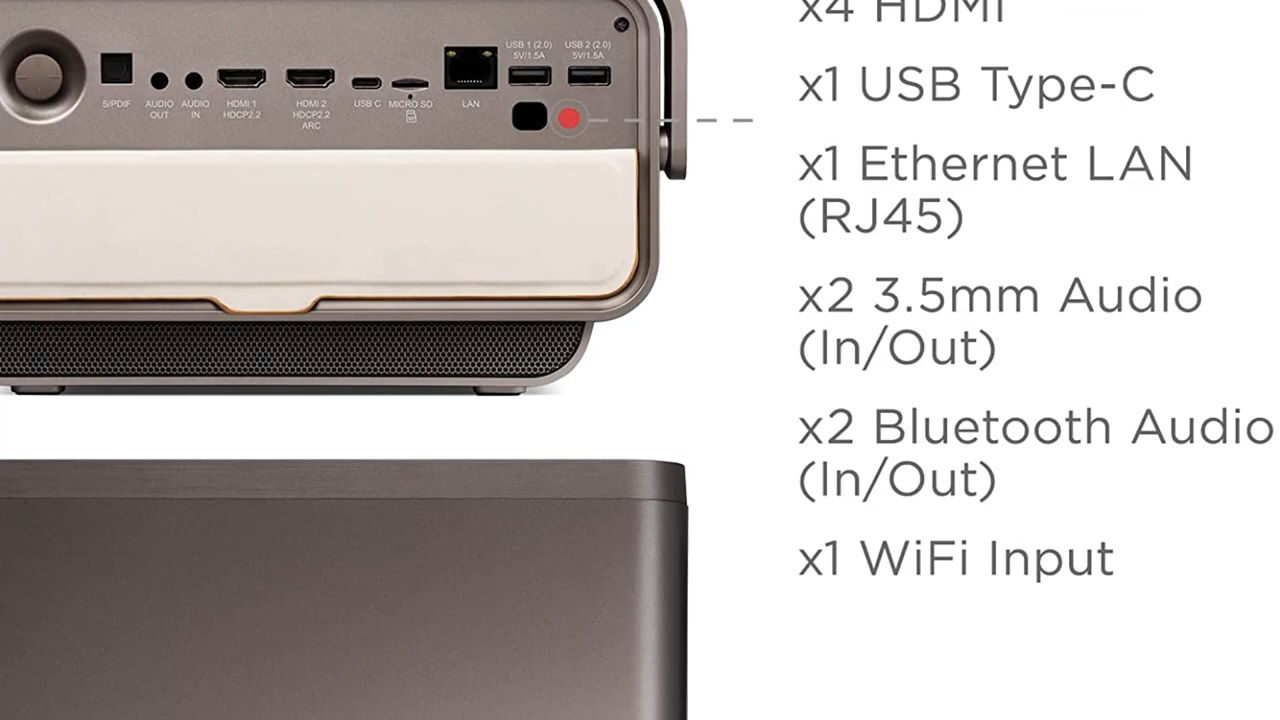 x4 HDMI
x1 USB Type-C
x1 Ethernet LAN
(RJ45)
x2 3.5mm Audio
(In/Out)
x2 Bluetooth Audio
(In/Out)
x1 WiFi Input
USB 1 (2.0)
5V/1.5A
USB 2 (2.0)
5V/1.5A
S/PDIF
AUDIO
OUT
AUDIO
IN
HDMI 1
HDCP2.2
HDMI 2
HDCP2.2
ARC
USB C
MICRO SD
LAN